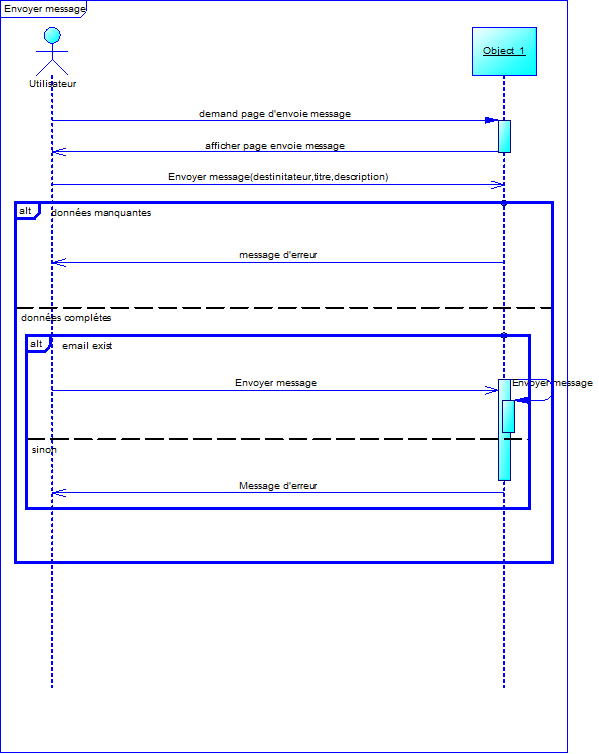 Envoyer message
Utilisateur
Object_1
demand page d'envoie message
afficher page envoie message
Envoyer message(destinitateur,titre,description)
alt
données manquantes
message d'erreur
données complétes
alt
email exist
Envoyer message
Envoyer message
sinon
Message d'erreur